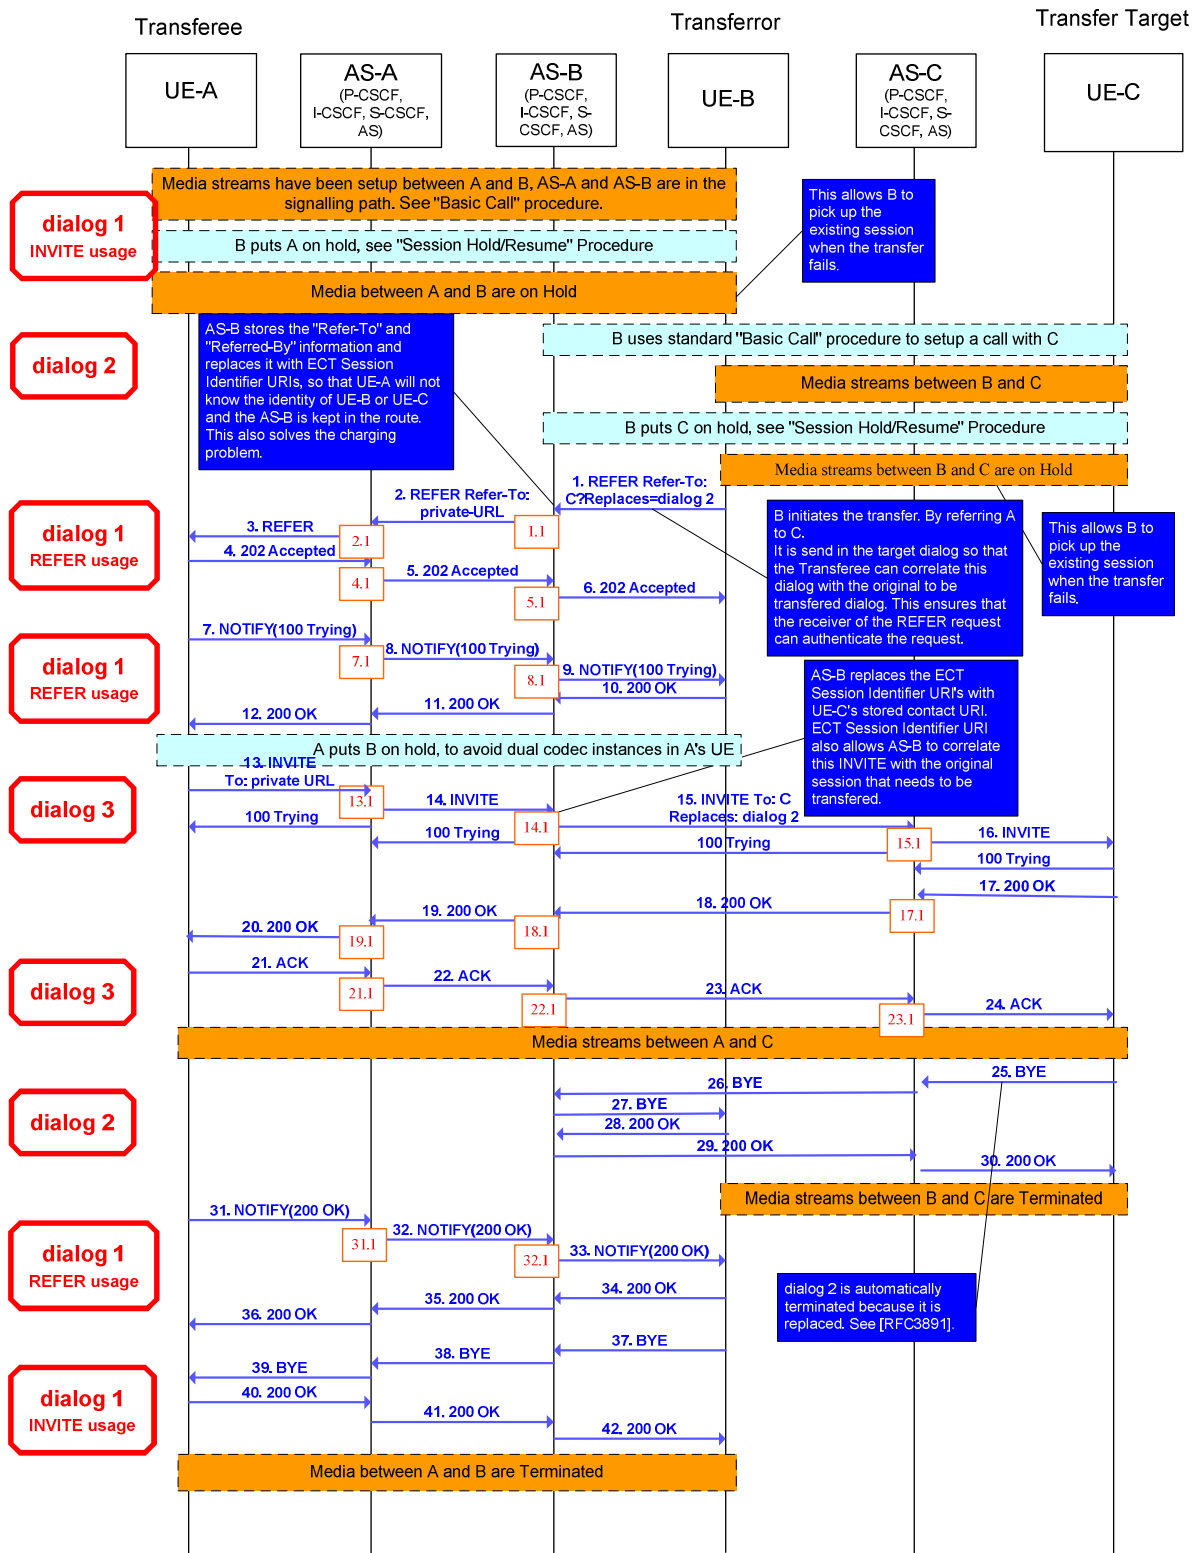 Transferee
Transferror
Transfer Target
UE-A
AS-A
(P-CSCF,
I-CSCF, S-CSCF,
AS)
AS-B
(P-CSCF,
I-CSCF, S-
CSCF, AS)
UE-B
AS-C
(P-CSCF,
I-CSCF, S-
CSCF, AS)
UE-C
Media streams have been setup between A and B, AS-A and AS-B are in the
signalling path. See "Basic Call" procedure.
This allows B to
pick up the
existing session
when the transfer
fails.
dialog 1
INVITE usage
B puts A on hold, see "Session Hold/Resume" Procedure
Media between A and B are on Hold
AS-B stores the "Refer-To" and
"Referred-By" information and
replaces it with ECT Session
Identifier URIs, so that UE-A will not
know the identity of UE-B or UE-C
and the AS-B is kept in the route.
This also solves the charging
problem.
dialog 2
B uses standard "Basic Call" procedure to setup a call with C
Media streams between B and C
B puts C on hold, see "Session Hold/Resume" Procedure
Media streams between B and C are on Hold
1. REFER Refer-To:
C?Replaces=dialog 2
2. REFER Refer-To:
private-URL
1.1
3. REFER
2.1
dialog 1
REFER usage
4. 202 Accepted
4.1
5. 202 Accepted
5.1
6. 202 Accepted
B initiates the transfer. By referring A
to C.
It is send in the target dialog so that
the Transferee can correlate this
dialog with the original to be
transfered dialog. This ensures that
the receiver of the REFER request
can authenticate the request.
This allows B to
pick up the
existing session
when the transfer
fails.
7. NOTIFY(100 Trying)
7.1
8. NOTIFY(100 Trying)
8.1
9. NOTIFY(100 Trying)
dialog 1
REFER usage
10. 200 OK
11. 200 OK
12. 200 OK
AS-B replaces the ECT
Session Identifier URI's with
UE-C's stored contact URI.
ECT Session Identifier URI
also allows AS-B to correlate
this INVITE with the original
session that needs to be
transfered.
A puts B on hold, to avoid dual codec instances in A's UE
13. INVITE
To: private URL
13.1
dialog 3
14. INVITE
14.1
15. INVITE To: C
Replaces: dialog 2
15.1
16. INVITE
100 Trying
100 Trying
100 Trying
100 Trying
17. 200 OK
17.1
18. 200 OK
18.1
19. 200 OK
19.1
20. 200 OK
21. ACK
21.1
22. ACK
22.1
23. ACK
23.1
24. ACK
dialog 3
Media streams between A and C
25. BYE
26. BYE
27. BYE
28. 200 OK
29. 200 OK
30. 200 OK
dialog 2
Media streams between B and C are Terminated
31. NOTIFY(200 OK)
31.1
32. NOTIFY(200 OK)
32.1
33. NOTIFY(200 OK)
dialog 1
REFER usage
34. 200 OK
35. 200 OK
36. 200 OK
dialog 2 is automatically
terminated because it is
replaced. See [RFC3891].
37. BYE
38. BYE
39. BYE
40. 200 OK
41. 200 OK
42. 200 OK
dialog 1
INVITE usage
Media between A and B are Terminated